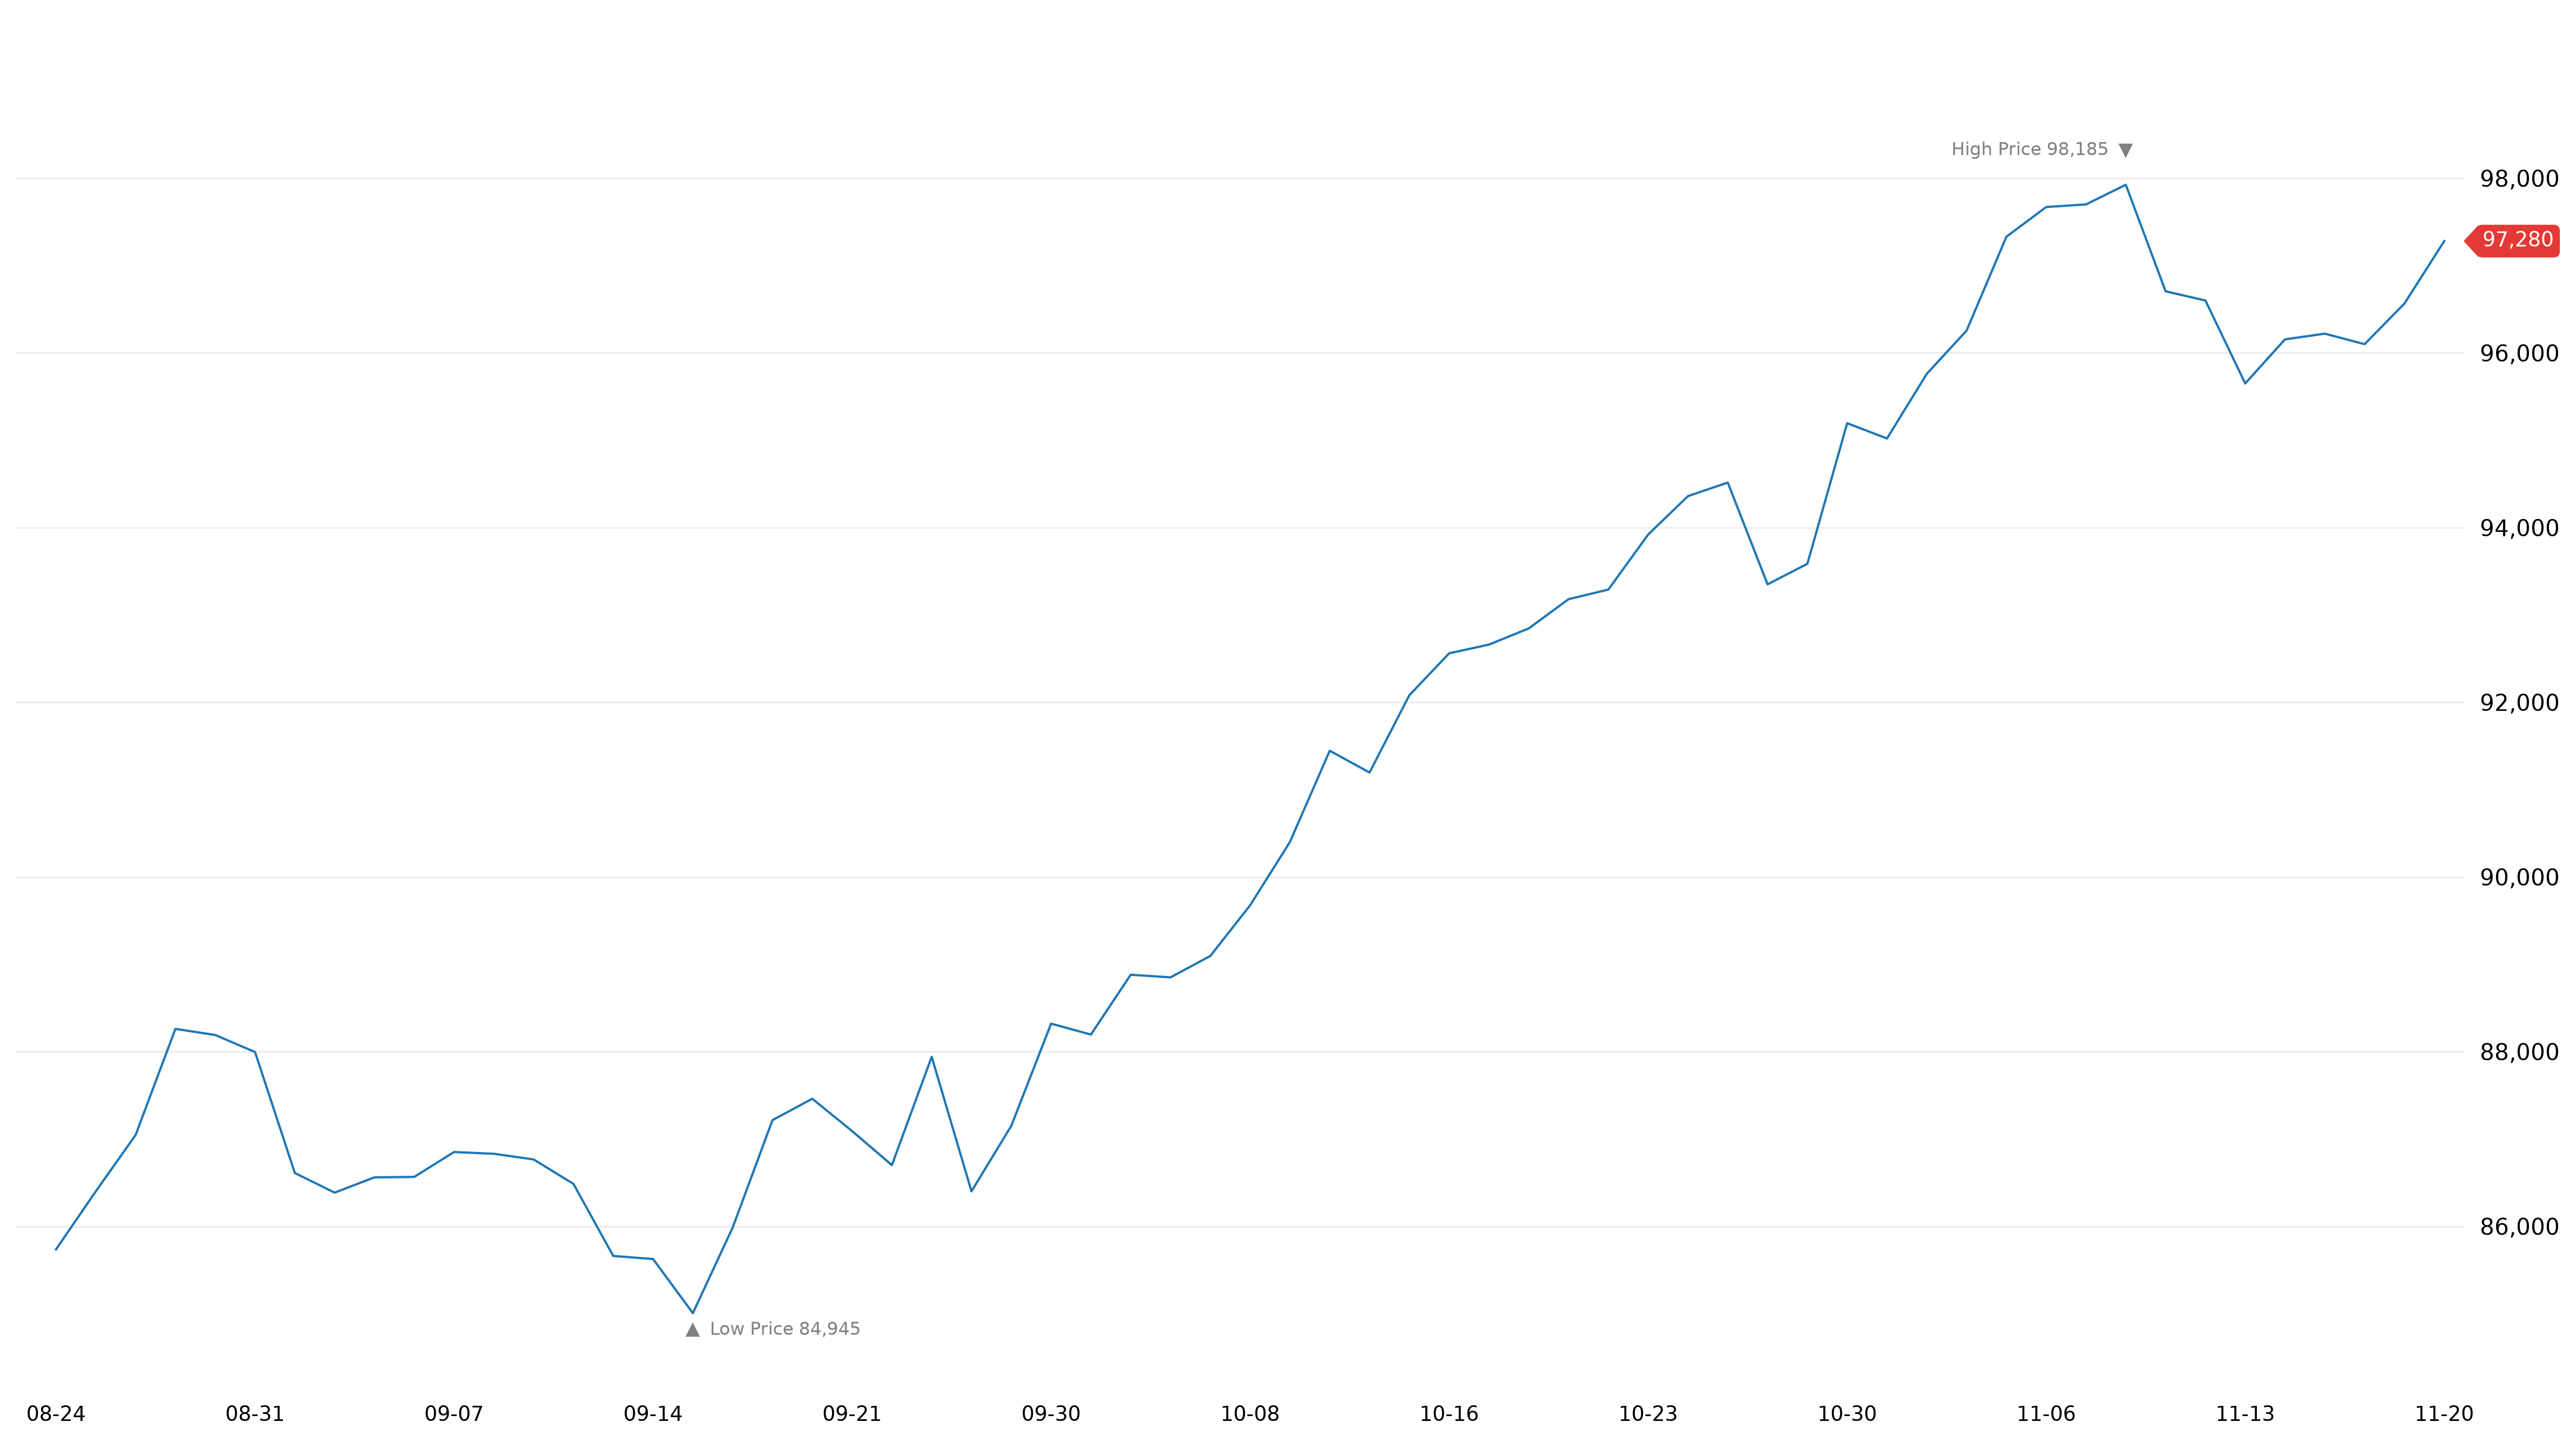 High Price 98,185 ▼
98,000
97,280
96,000
94,000
92,000
90,000
88,000
86,000
▲ Low Price 84,945
08-24 08-31 09-07 09-14 09-21 09-30 10-08 10-16 10-23 10-30 11-06 11-13 11-20